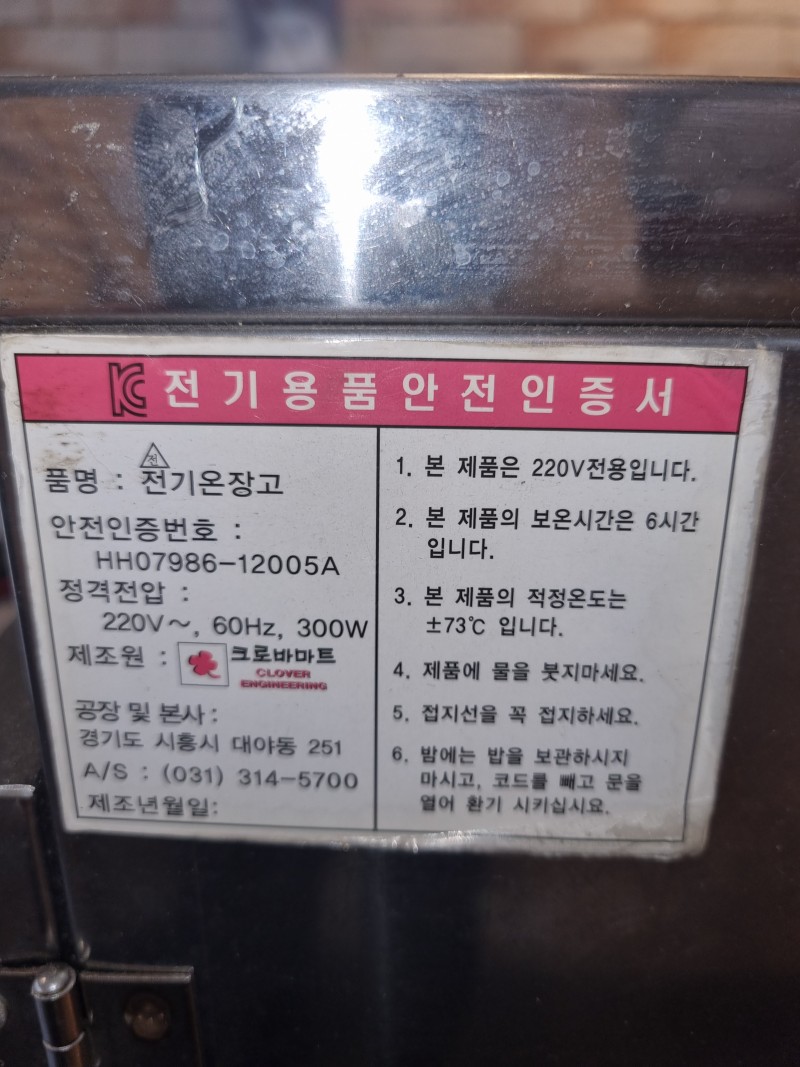 KC 전기용품안전인증서
전
품명 : 전기온장고
안전인증번호 :
HH07986-12005A
정격전압 :
220V~, 60Hz, 300W
제조원 : 크로바마트
CLOVER
ENGINEERING
공장 및 본사 :
경기도 시흥시 대야동 251
A/S : (031) 314-5700
제조년월일:
1. 본 제품은 220V전용입니다.
2. 본 제품의 보온시간은 6시간
입니다.
3. 본 제품의 적정온도는
±73℃ 입니다.
4. 제품에 물을 붓지마세요.
5. 접지선을 꼭 접지하세요.
6. 밤에는 밥을 보관하시지
마시고, 코드를 빼고 문을
열어 환기 시키십시요.